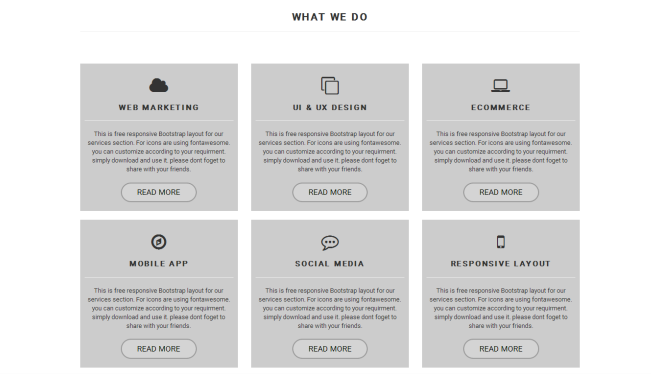 WHAT WE DO
WEB MARKETING
This is free responsive Bootstrap layout for our
services section. For icons are using fontawesome.
you can customize according to your requirment.
simply download and use it. please dont foget to
share with your friends.
READ MORE
UI & UX DESIGN
This is free responsive Bootstrap layout for our
services section. For icons are using fontawesome.
you can customize according to your requirment.
simply download and use it. please dont foget to
share with your friends.
READ MORE
ECOMMERCE
This is free responsive Bootstrap layout for our
services section. For icons are using fontawesome.
you can customize according to your requirment.
simply download and use it. please dont foget to
share with your friends.
READ MORE
MOBILE APP
This is free responsive Bootstrap layout for our
services section. For icons are using fontawesome.
you can customize according to your requirment.
simply download and use it. please dont foget to
share with your friends.
READ MORE
SOCIAL MEDIA
This is free responsive Bootstrap layout for our
services section. For icons are using fontawesome.
you can customize according to your requirment.
simply download and use it. please dont foget to
share with your friends.
READ MORE
RESPONSIVE LAYOUT
This is free responsive Bootstrap layout for our
services section. For icons are using fontawesome.
you can customize according to your requirment.
simply download and use it. please dont foget to
share with your friends.
READ MORE